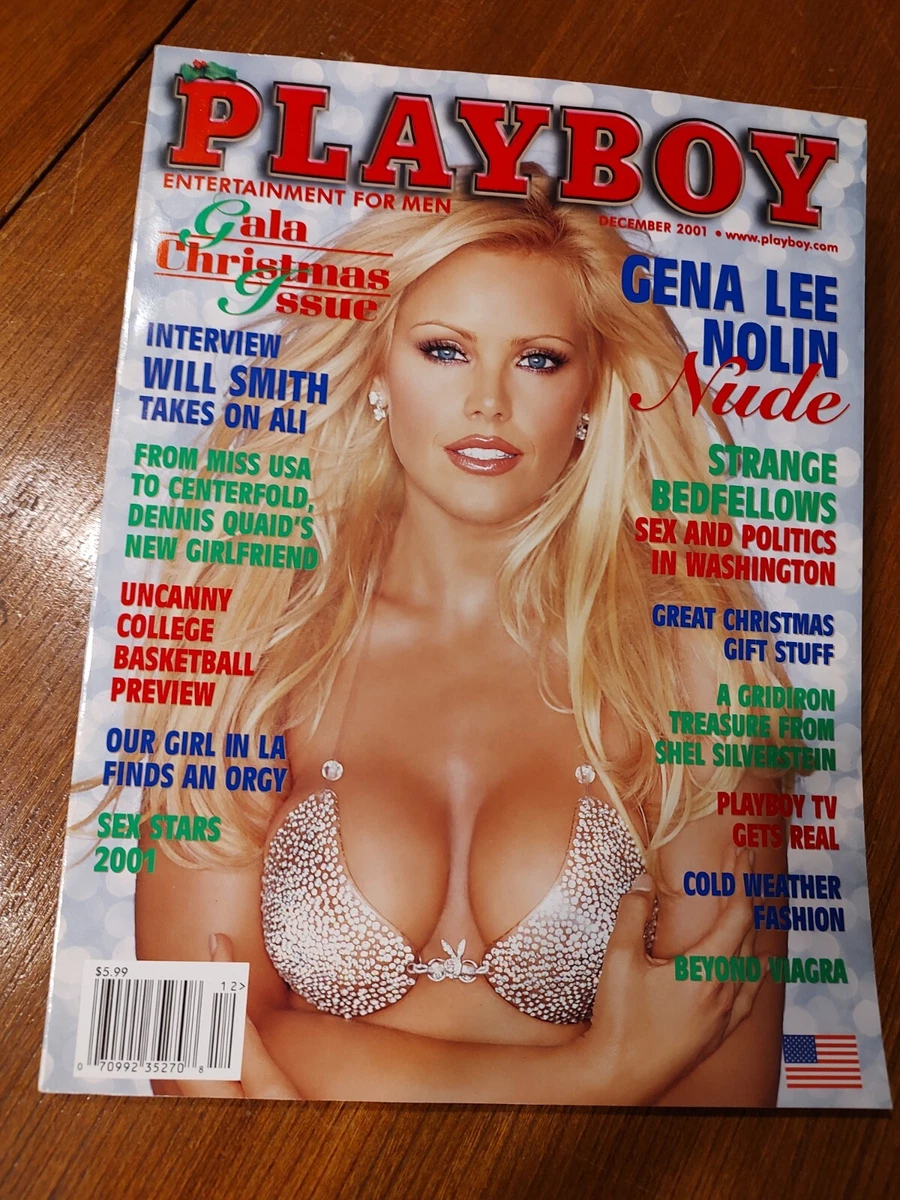 PLAYBOY
ENTERTAINMENT FOR MEN
DECEMBER 2001 • www.playboy.com
Gala
Christmas
Issue
INTERVIEW
WILL SMITH
TAKES ON ALI
FROM MISS USA
TO CENTERFOLD,
DENNIS QUAID'S
NEW GIRLFRIEND
UNCANNY
COLLEGE
BASKETBALL
PREVIEW
OUR GIRL IN LA
FINDS AN ORGY
SEX STARS
2001
GENA LEE
NOLIN
Nude
STRANGE
BEDFELLOWS
SEX AND POLITICS
IN WASHINGTON
GREAT CHRISTMAS
GIFT STUFF
A GRIDIRON
TREASURE FROM
SHEL SILVERSTEIN
PLAYBOY TV
GETS REAL
COLD WEATHER
FASHION
BEYOND VIAGRA
$5.99
12>
0 70992 35270 8